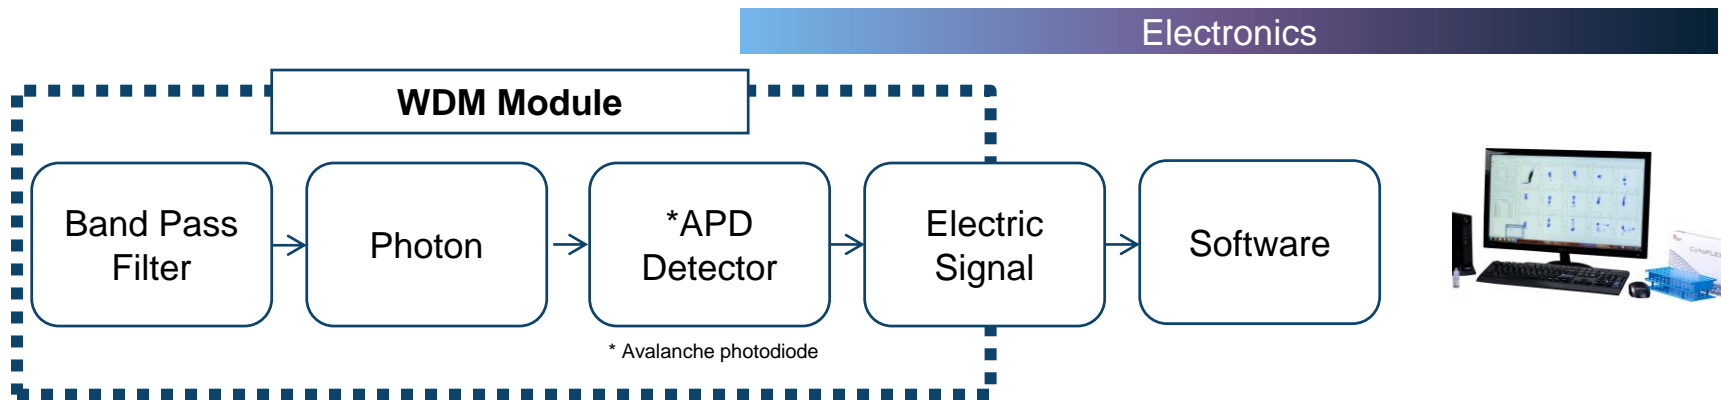 Electronics
WDM Module
Band Pass
Filter
Photon
*APD
Detector
Electric
Signal
Software
* Avalanche photodiode